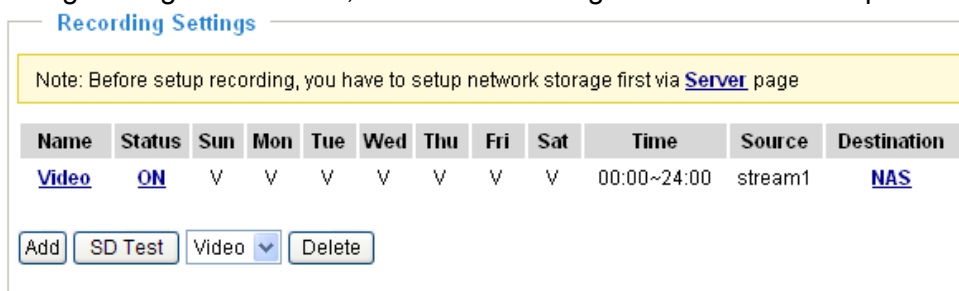 Recording Settings
Note: Before setup recording, you have to setup network storage first via Server page
Name Status Sun Mon Tue Wed Thu Fri Sat Time Source Destination
Video ON V V V V V V V 00:00~24:00 stream1 NAS
Add SD Test Video Delete